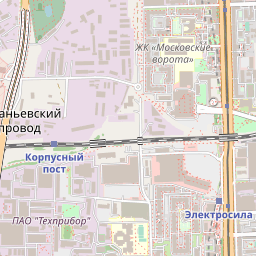 ЖК «Московские
ворота»
аньевский
провод
Корпусный
пост
Электросила
ПАО "Техприбор"